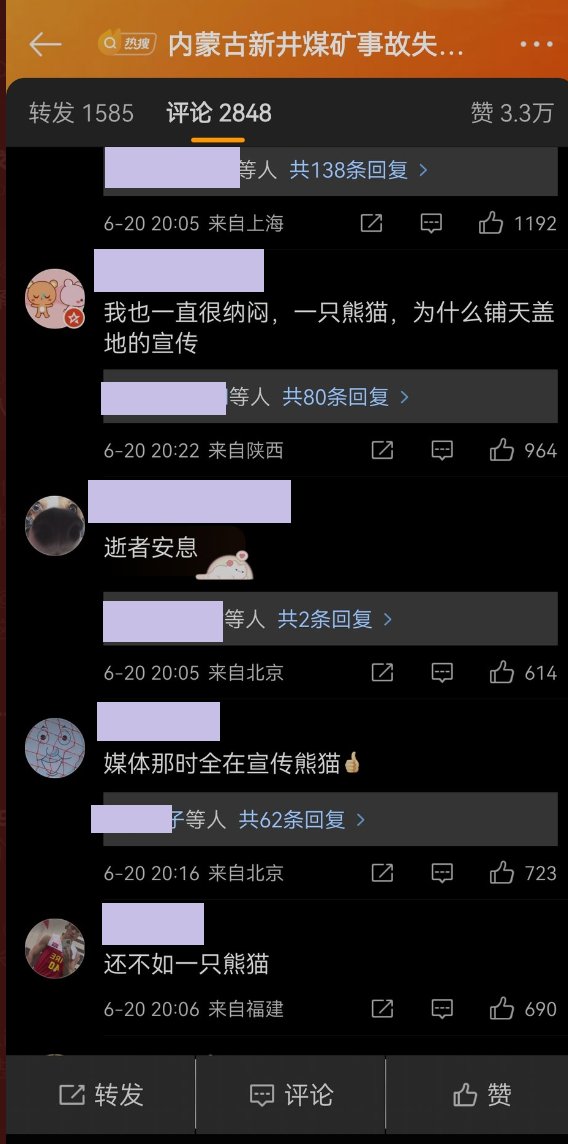 热搜 内蒙古新井煤矿事故失...
转发 1585 评论 2848 赞 3.3万
等人 共138条回复
6-20 20:05 来自上海 1192
我也一直很纳闷，一只熊猫，为什么铺天盖
地的宣传
等人 共80条回复
6-20 20:22 来自陕西 964
逝者安息
等人 共2条回复
6-20 20:05 来自北京 614
媒体那时全在宣传熊猫
子等人 共62条回复
6-20 20:16 来自北京 723
还不如一只熊猫
6-20 20:06 来自福建 690
转发 评论 赞